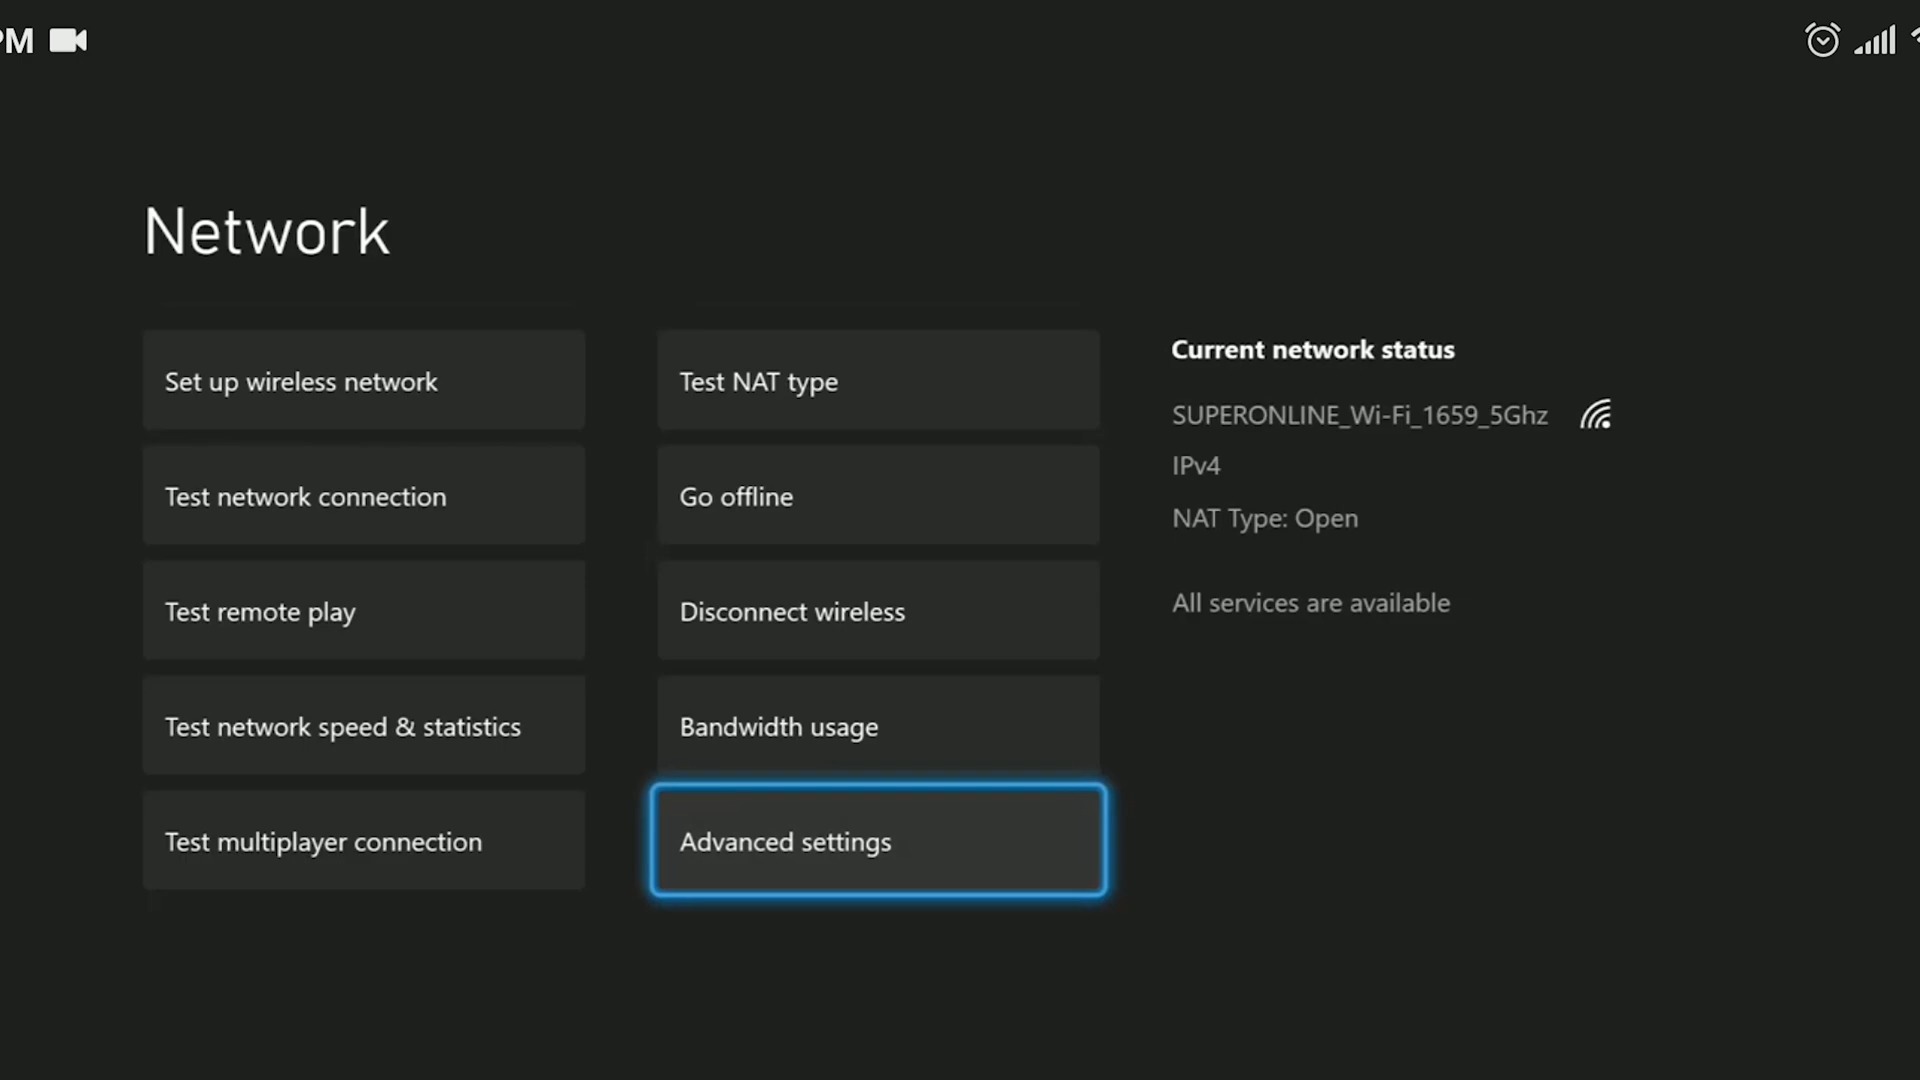 PM
Network
Set up wireless network
Test network connection
Test remote play
Test network speed & statistics
Test multiplayer connection
Test NAT type
Go offline
Disconnect wireless
Bandwidth usage
Advanced settings
Current network status
SUPERONLINE_Wi-Fi_1659_5Ghz
IPv4
NAT Type: Open
All services are available